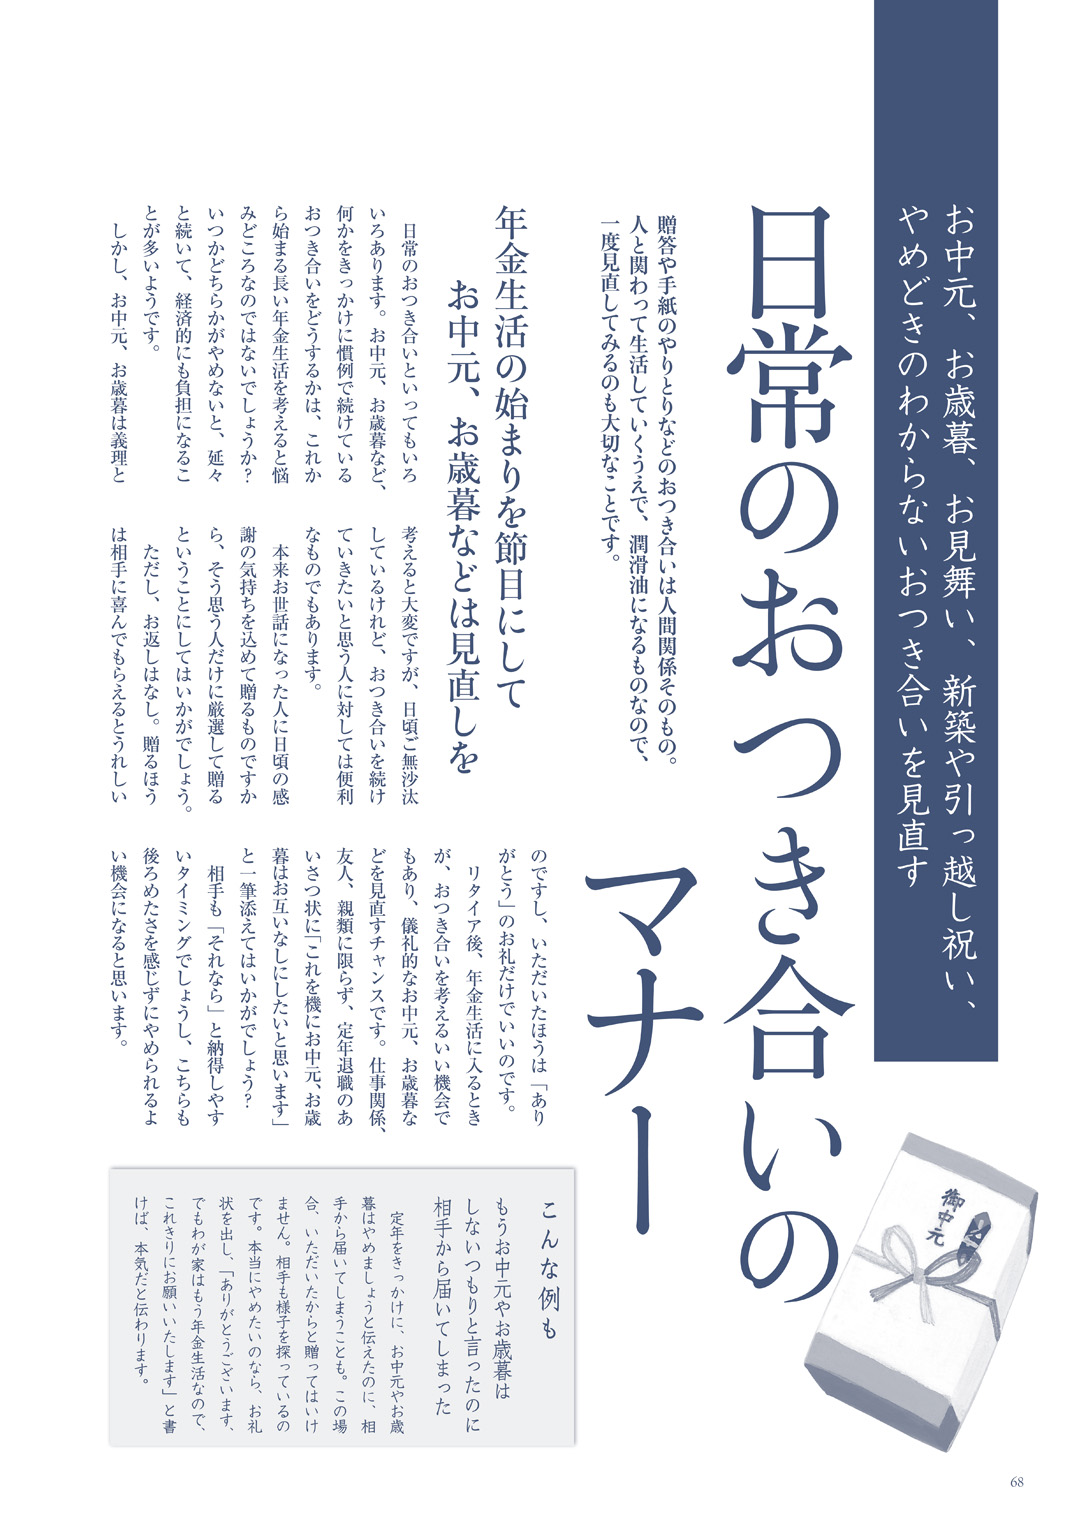 お中元、お歳暮、お見舞い、新築や引っ越し祝い、
やめどきのわからないおつき合いを見直す
日常のおつき合いの
マナー
贈答や手紙のやりとりなどのおつき合いは人間関係そのもの。
人と関わって生活していくうえで、潤滑油になるものなので、
一度見直してみるのも大切なことです。
年金生活の始まりを節目にして
お中元、お歳暮などは見直しを
日常のおつき合いといってもいろ
いろあります。お中元、お歳暮など、
何かをきっかけに慣例で続けている
おつき合いをどうするかは、これか
ら始まる長い年金生活を考えると悩
みどころなのではないでしょうか？
いつかどちらかがやめないと、延々
と続いて、経済的にも負担になるこ
とが多いようです。
しかし、お中元、お歳暮は義理と
考えると大変ですが、日頃ご無沙汰
しているけれど、おつき合いを続け
ていきたいと思う人に対しては便利
なものでもあります。
本来お世話になった人に日頃の感
謝の気持ちを込めて贈るものですか
ら、そう思う人だけに厳選して贈る
ということにしてはいかがでしょう。
ただし、お返しはなし。贈るほう
は相手に喜んでもらえるとうれしい
のですし、いただいたほうは「あり
がとう」のお礼だけでいいのです。
リタイア後、年金生活に入るとき
が、おつき合いを考えるいい機会で
もあり、儀礼的なお中元、お歳暮な
どを見直すチャンスです。仕事関係、
友人、親類に限らず、定年退職のあ
いさつ状に「これを機にお中元、お歳
暮はお互いなしにしたいと思います」
と一筆添えてはいかがでしょう？
相手も「それなら」と納得しやす
いタイミングでしょうし、こちらも
後ろめたさを感じずにやめられるよ
い機会になると思います。
こんな例も
もうお中元やお歳暮は
しないつもりと言ったのに
相手から届いてしまった
定年をきっかけに、お中元やお歳
暮はやめましょうと伝えたのに、相
手から届いてしまうことも。この場
合、いただいたからと贈ってはいけ
ません。相手も様子を探っているの
です。本当にやめたいのなら、お礼
状を出し、「ありがとうございます、
でもわが家はもう年金生活なので、
これきりにお願いいたします」と書
けば、本気だと伝わります。
御中元
68